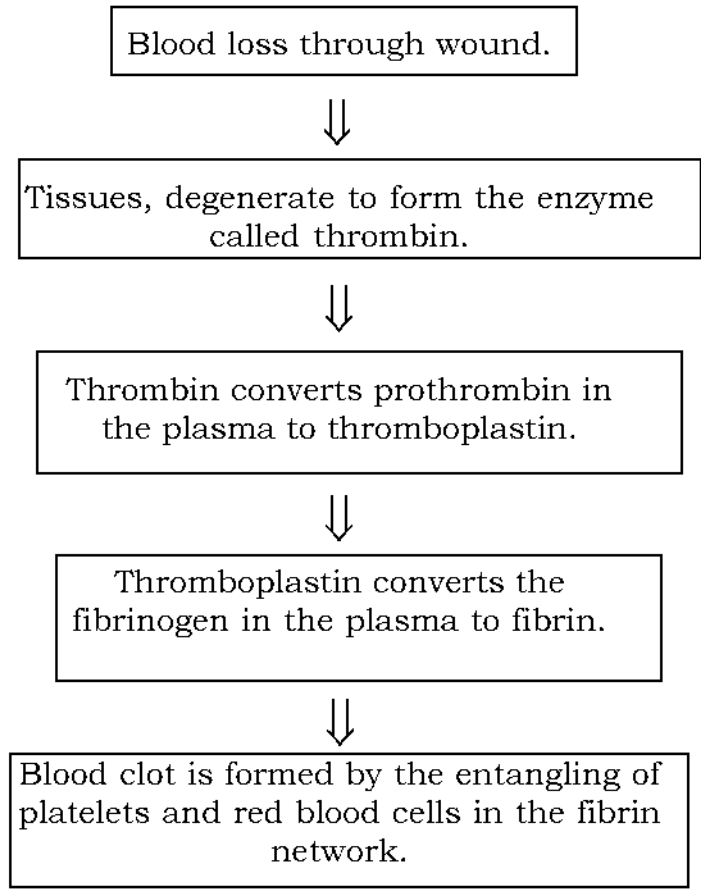 Blood loss through wound.
Tissues, degenerate to form the enzyme
called thrombin.
Thrombin converts prothrombin in
the plasma to thromboplastin.
Thromboplastin converts the
fibrinogen in the plasma to fibrin.
Blood clot is formed by the entangling of
platelets and red blood cells in the fibrin
network.